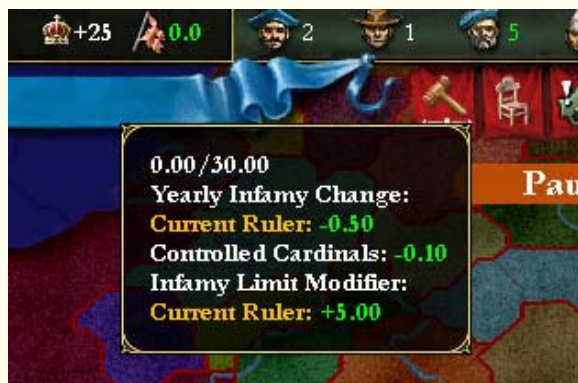 +25 0.0 2 1 5
Pau
0.00/30.00
Yearly Infamy Change:
Current Ruler: -0.50
Controlled Cardinals: -0.10
Infamy Limit Modifier:
Current Ruler: +5.00